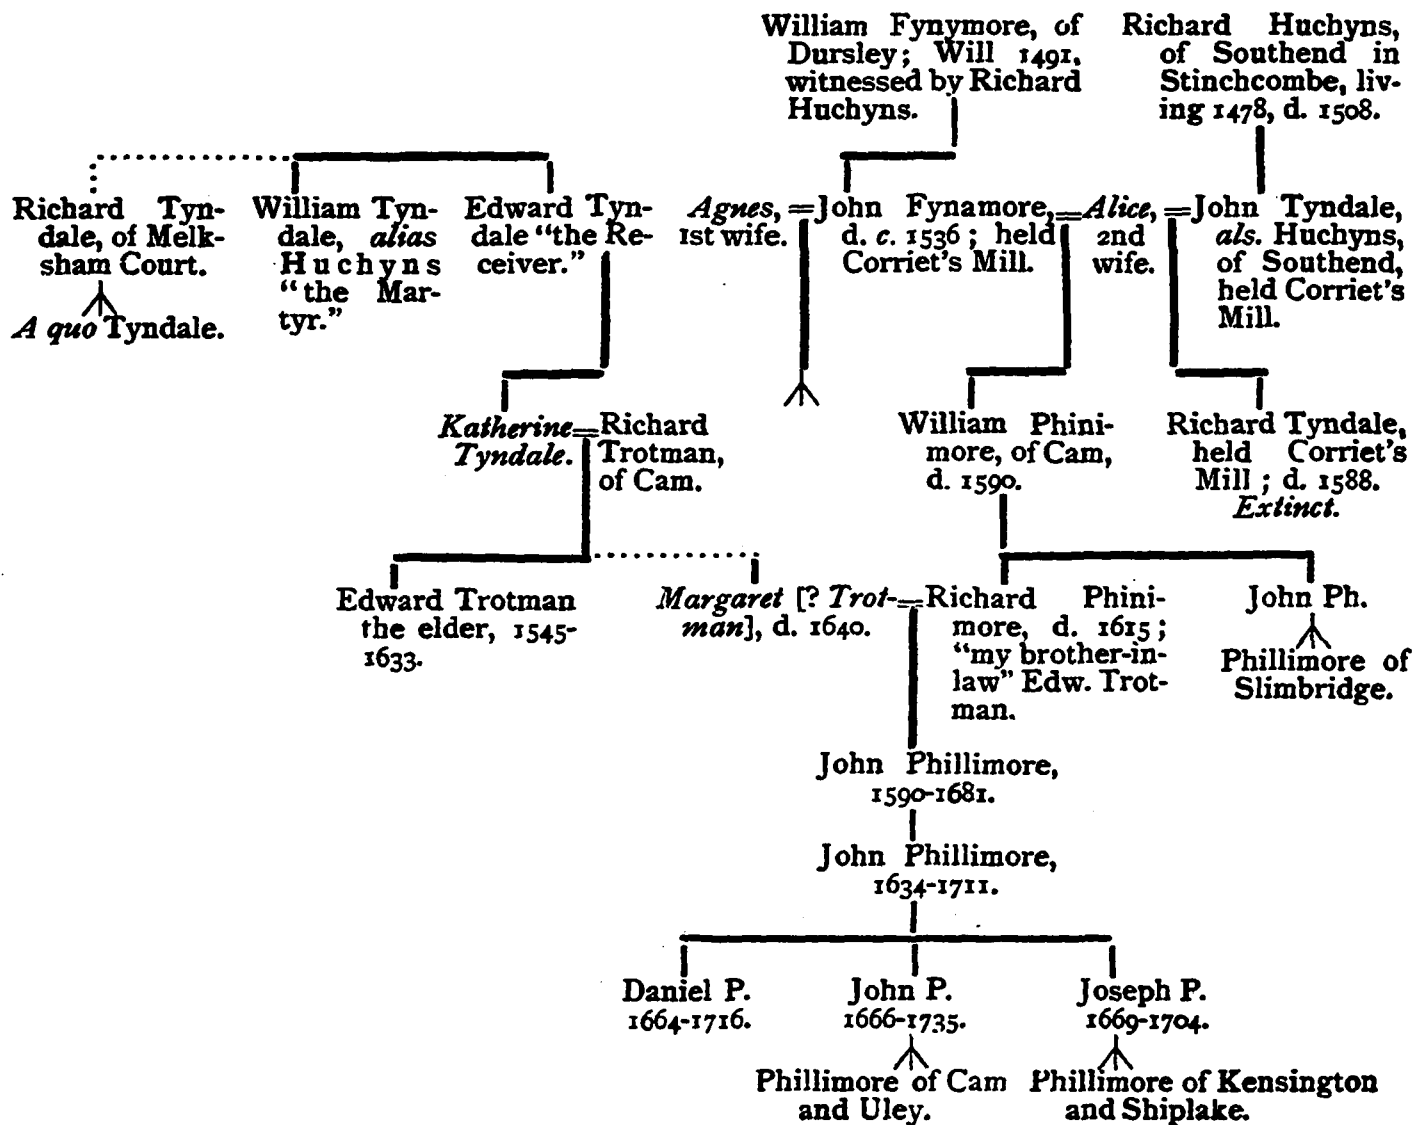 William Fynymore, of
Dursley; Will 1491,
witnessed by Richard
Huchyns.
Richard Huchyns,
of Southend in
Stinchcombe, liv-
ing 1478, d. 1508.
Richard Tyn-
dale, of Melk-
sham Court.
A quo Tyndale.
William Tyn-
dale, alias
Huchyns
“the Mar-
tyr.”
Edward Tyn-
dale “the Re-
ceiver.”
Agnes,
1st wife.
=John Fynamore,
d. c. 1536; held
Corriet's Mill.
=Alice,
2nd
wife.
=John Tyndale,
als. Huchyns,
of Southend,
held Corriet's
Mill.
Katherine
Tyndale.
=Richard
Trotman,
of Cam.
William Phini-
more, of Cam,
d. 1590.
Richard Tyndale,
held Corriet's
Mill; d. 1588.
Extinct.
Edward Trotman
the elder, 1545-
1633.
Margaret [? Trot-
man], d. 1640.
=Richard Phini-
more, d. 1615;
“my brother-in-
law” Edw. Trot-
man.
John Ph.
Phillimore of
Slimbridge.
John Phillimore,
1590-1681.
John Phillimore,
1634-1711.
Daniel P.
1664-1716.
John P.
1666-1735.
Joseph P.
1669-1704.
Phillimore of Cam
and Uley.
Phillimore of Kensington
and Shiplake.